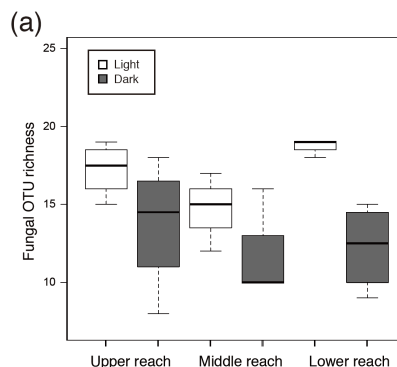 (a)
25
Light
Dark
20
15
10
Fungal OTU richness
Upper reach Middle reach Lower reach